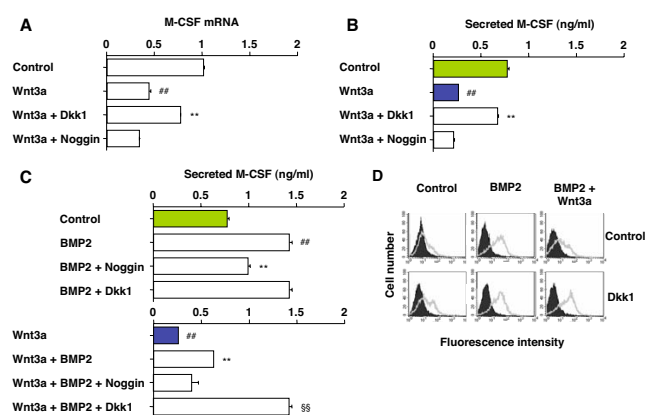 A
M-CSF mRNA
0 0.5 1 1.5 2
Control
Wnt3a ##
Wnt3a + Dkk1 **
Wnt3a + Noggin
B
Secreted M-CSF (ng/ml)
0 0.5 1 1.5 2
Control
Wnt3a ##
Wnt3a + Dkk1 **
Wnt3a + Noggin
C
Secreted M-CSF (ng/ml)
0 0.5 1 1.5 2
Control
BMP2 ##
BMP2 + Noggin **
BMP2 + Dkk1
0 0.5 1 1.5 2
Wnt3a ##
Wnt3a + BMP2 **
Wnt3a + BMP2 + Noggin
Wnt3a + BMP2 + Dkk1 §§
D
Control BMP2 BMP2 +
Wnt3a
Control
Cell number
Dkk1
Fluorescence intensity